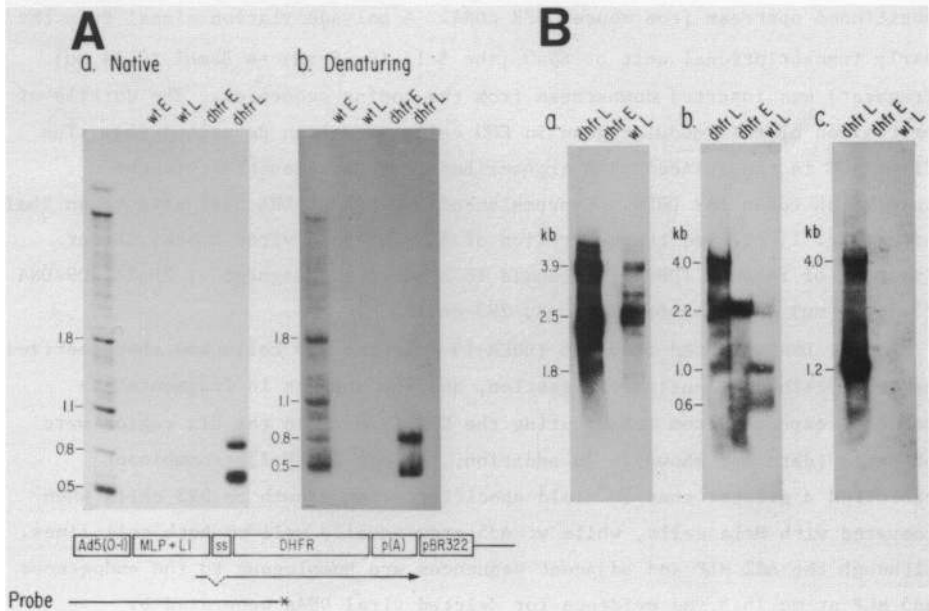 A
a. Native
b. Denaturing
wt E
wt L
dhfr E
dhfr L
wt E
wt L
dhfr E
dhfr L
1.8
1.1
0.8
0.5
1.8
1.1
0.8
0.5
Ad5(0-1) MLP+L1 ss DHFR p(A) pBR322
Probe
B
a
dhfr L
dhfr E
wt L
kb
3.9
2.5
1.8
b.
dhfr L
dhfr E
wt L
kb
4.0
2.2
1.0
0.6
c.
dhfr L
dhfr E
wt L
kb
4.0
1.2